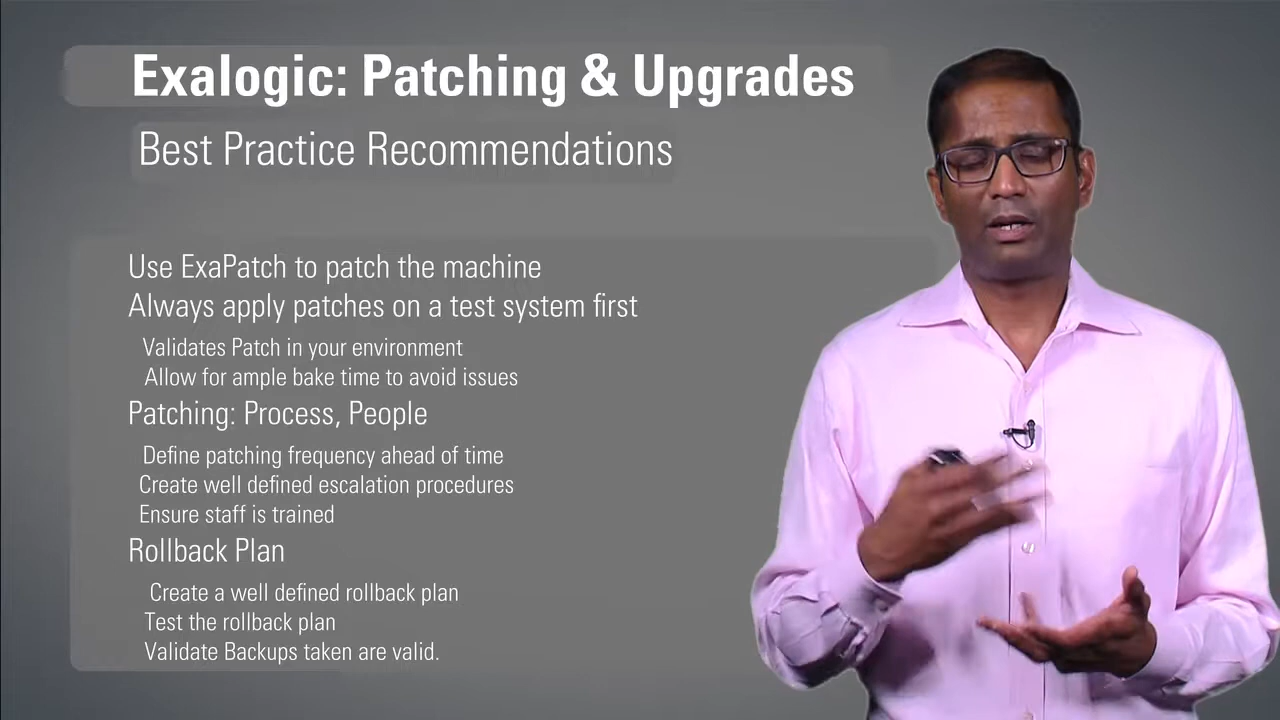 Exalogic: Patching & Upgrades
Best Practice Recommendations
Use ExaPatch to patch the machine
Always apply patches on a test system first
Validates Patch in your environment
Allow for ample bake time to avoid issues
Patching: Process, People
Define patching frequency ahead of time
Create well defined escalation procedures
Ensure staff is trained
Rollback Plan
Create a well defined rollback plan
Test the rollback plan
Validate Backups taken are valid.